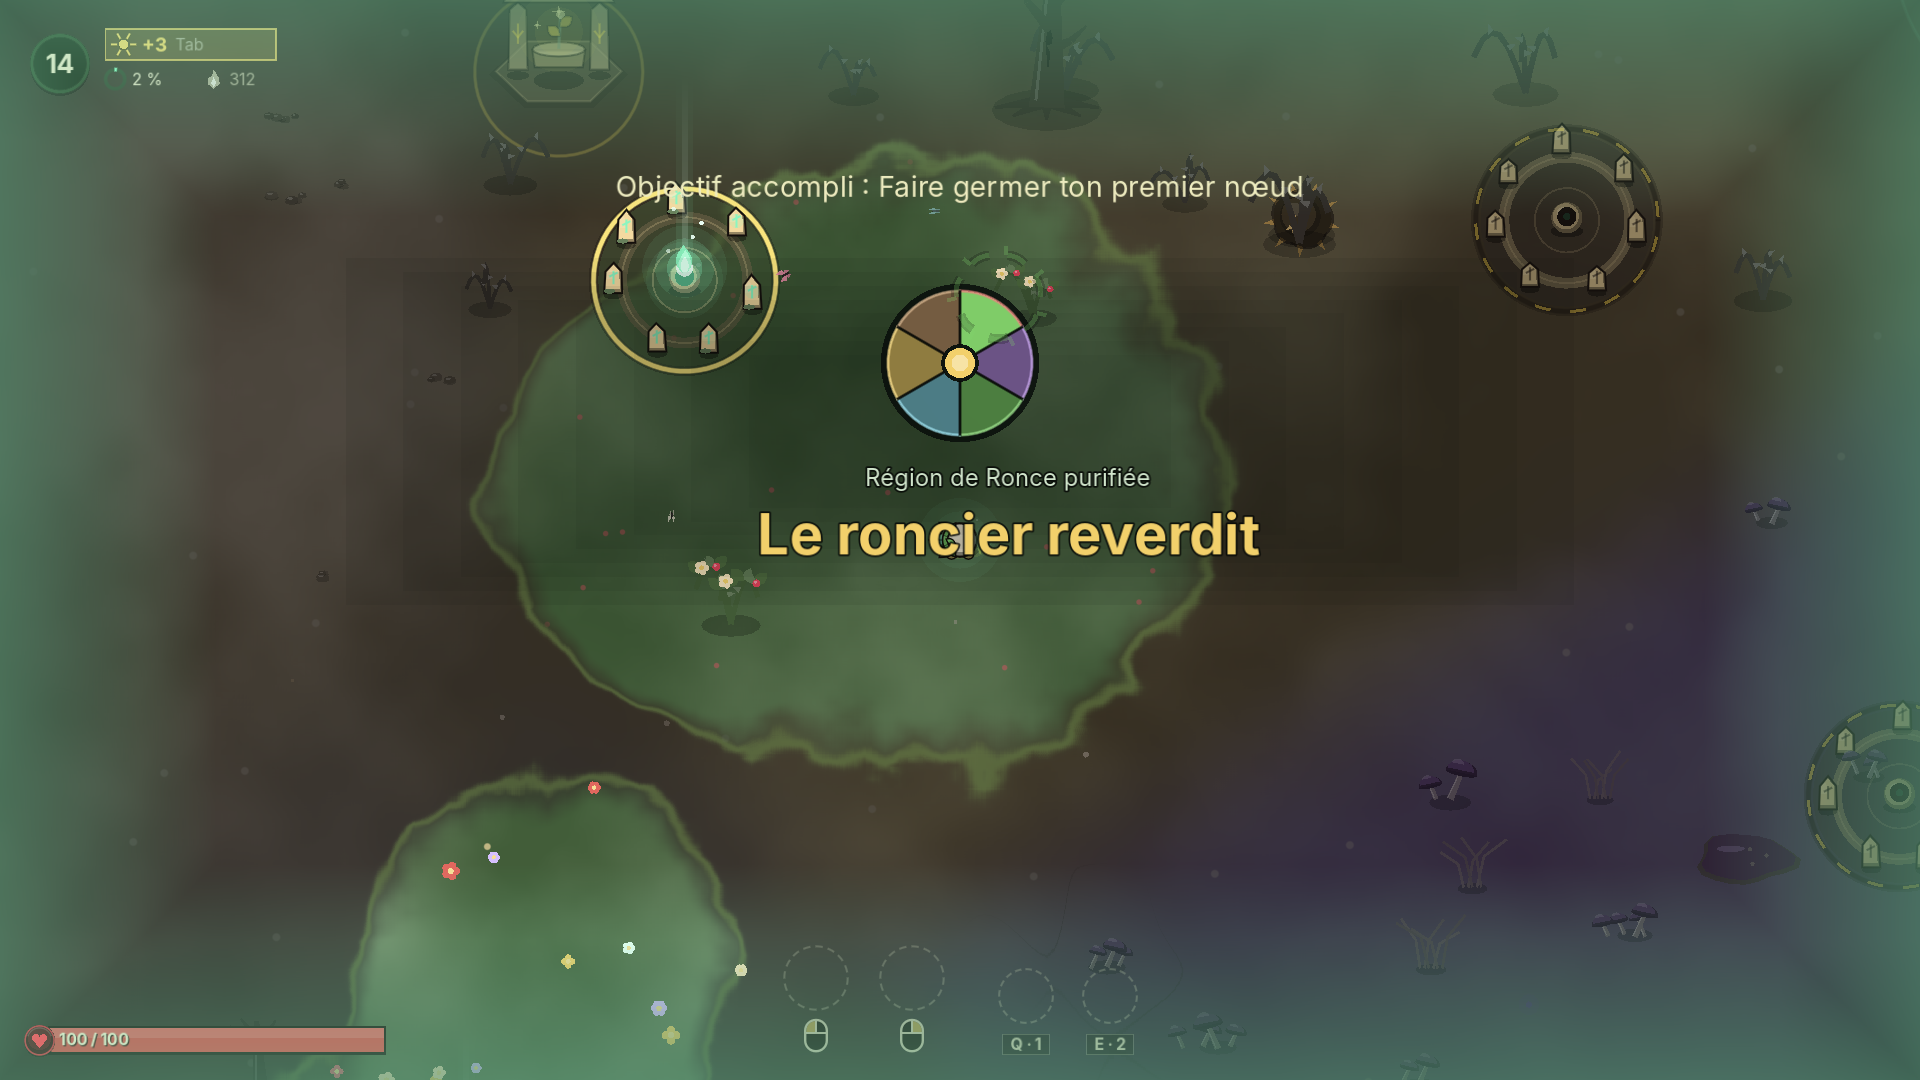 14
+3 Tab
2 % 312
Objectif accompli : Faire germer ton premier nœud
Région de Ronce purifiée
Le roncier reverdit
100 / 100
Q · 1
E · 2